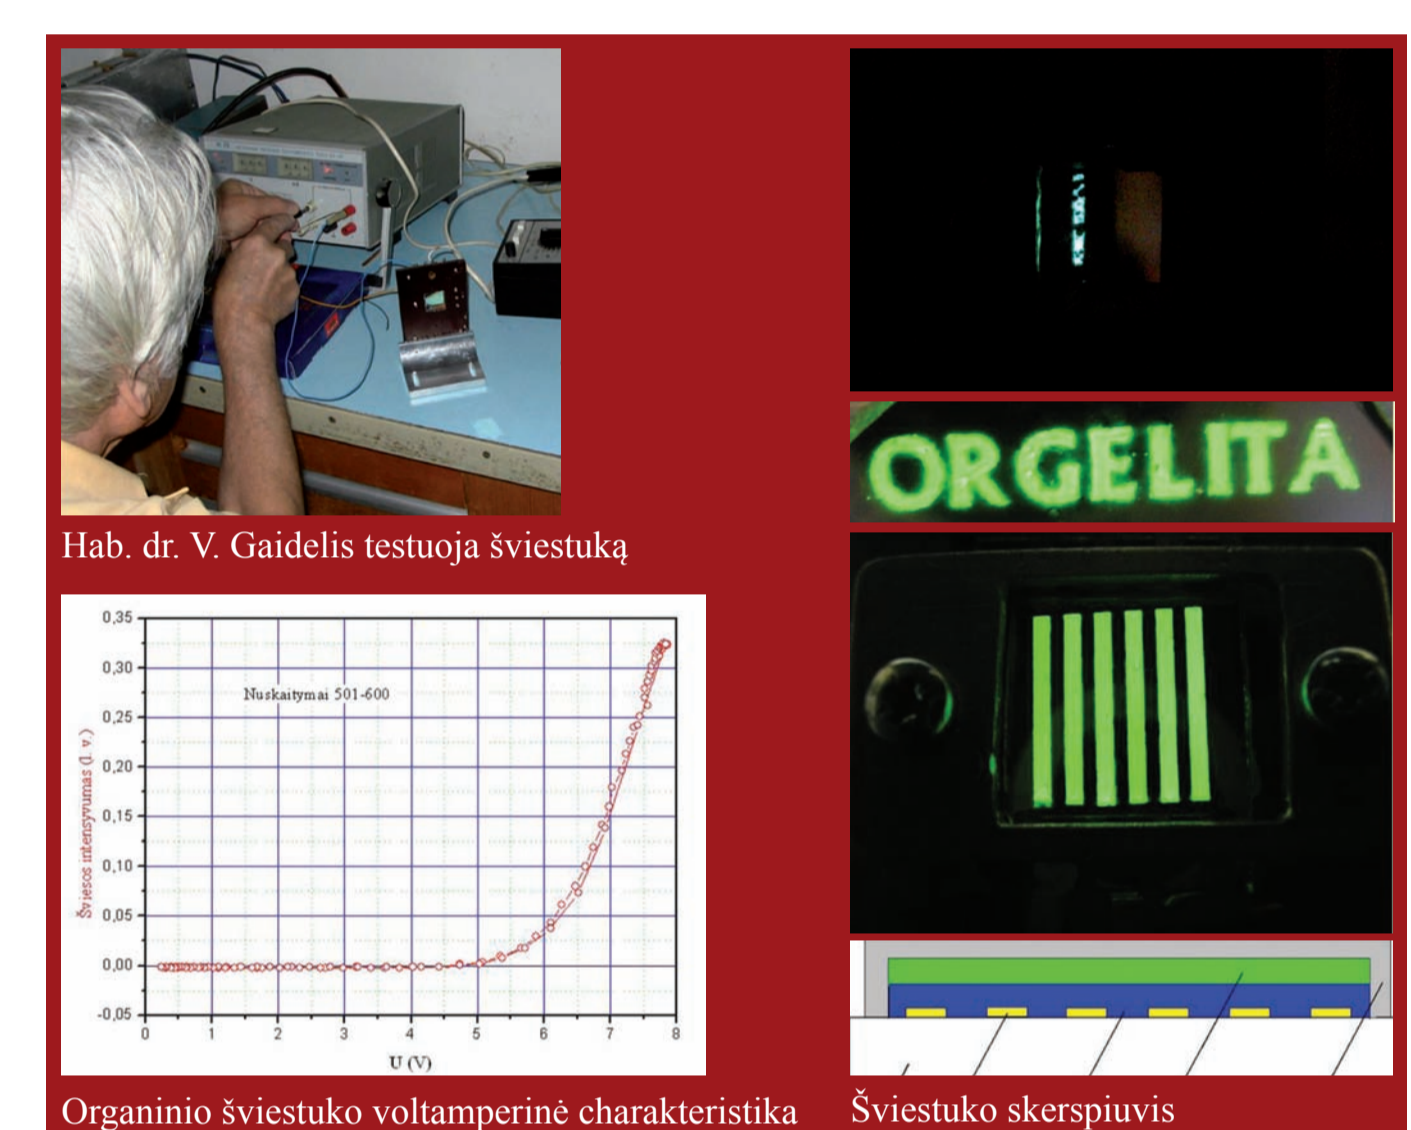 Hab. dr. V. Gaidelis testuoja šviestuką
0,35
0,30
0,25
0,20
0,15
0,10
0,05
0,00
-0,05
Šviesos intensyvumas (l. v.)
Nuskaitymai 501-600
0 1 2 3 4 5 6 7 8
U (V)
Organinio šviestuko voltamperinė charakteristika
ORGELITA
Šviestuko skerspiuvis